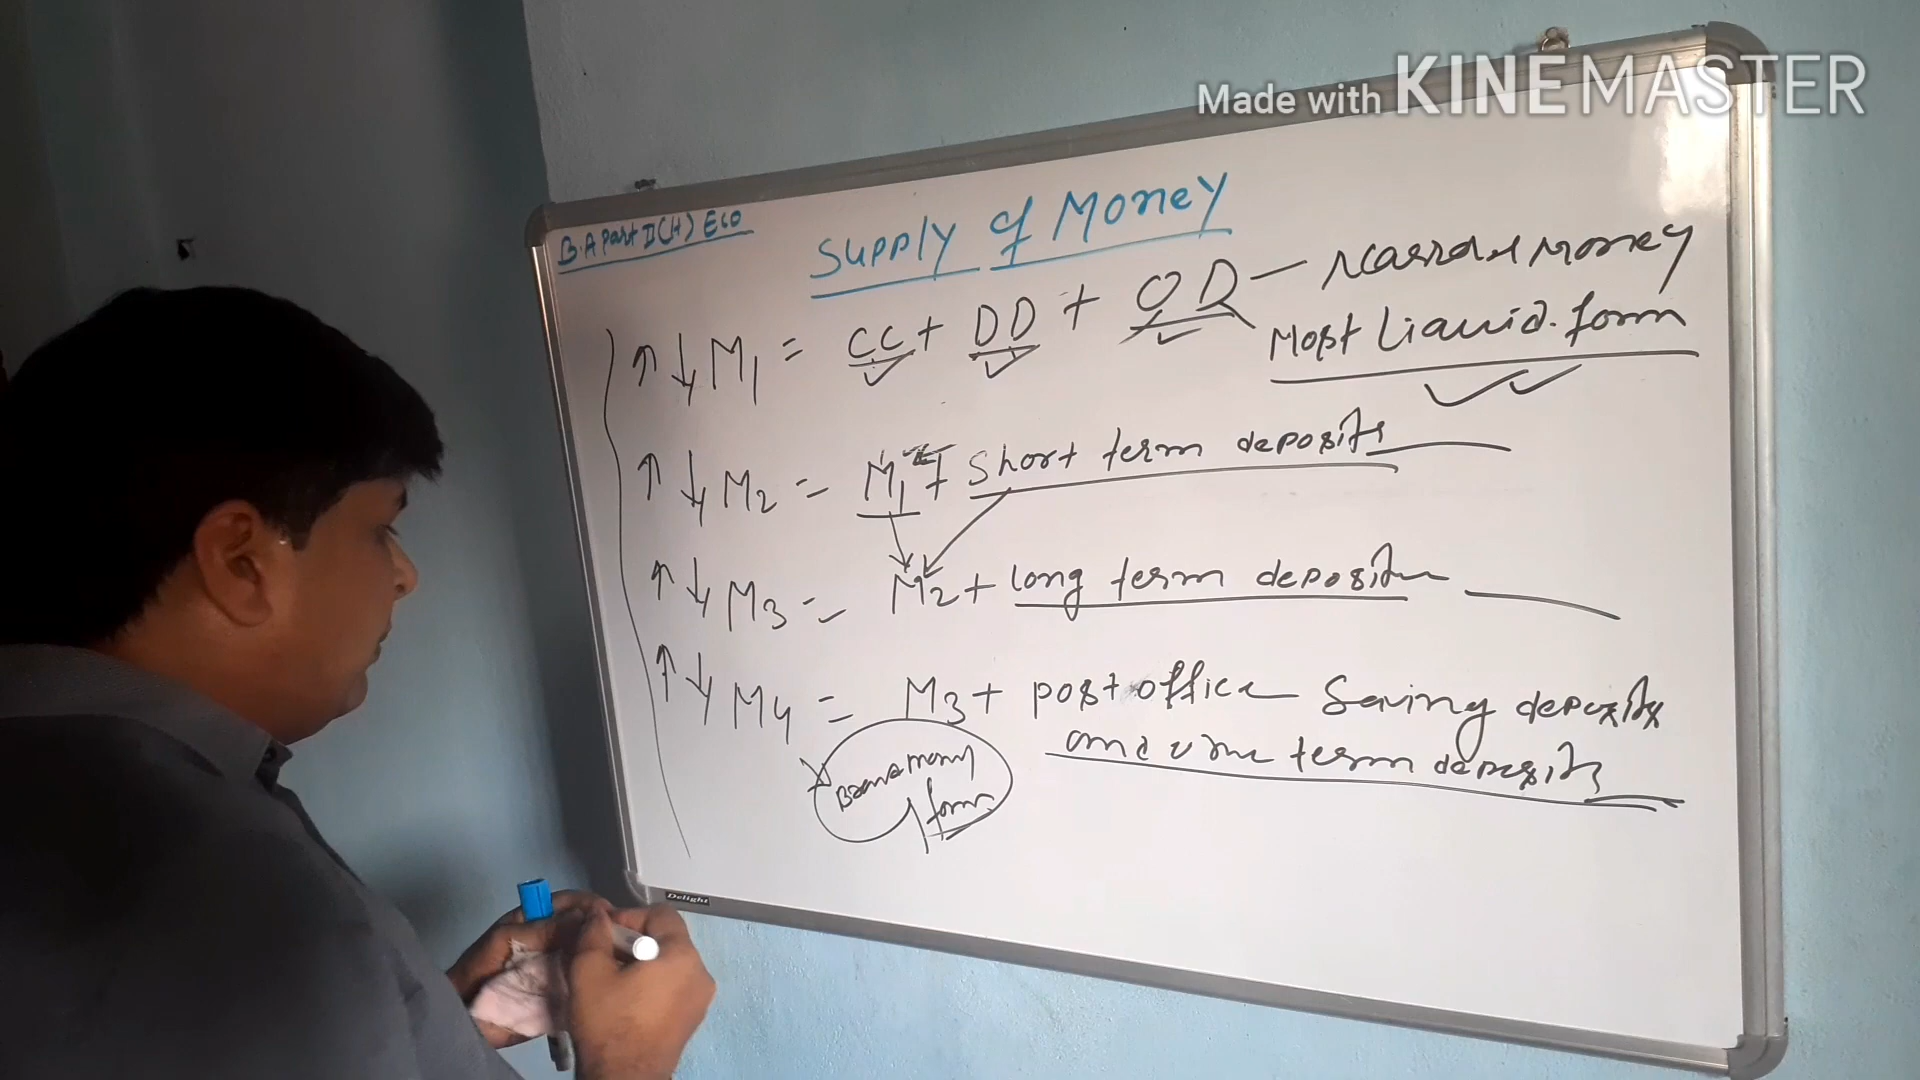 Made with KINEMASTER
B.A Part II (H) Eco
Supply of Money
↑ ↓ M1 = CC + DD + OD — Narrow Money
Most Liquid form
↑ ↓ M2 = M1 + Short term deposits
↑ ↓ M3 = M2 + long term deposits
↑ ↓ M4 = M3 + post office Saving deposits
and term deposits
money form
Delight